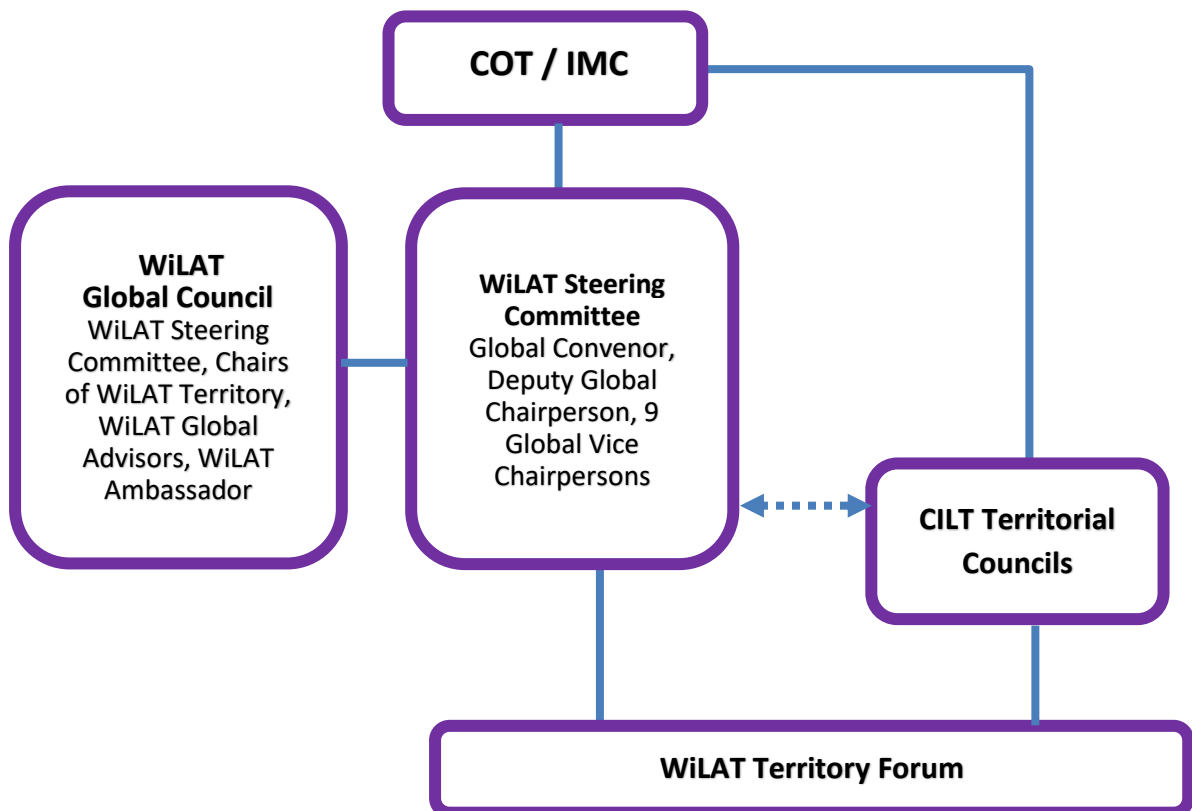 COT / IMC
WiLAT
Global Council
WiLAT Steering
Committee, Chairs
of WiLAT Territory,
WiLAT Global
Advisors, WiLAT
Ambassador
WiLAT Steering
Committee
Global Convenor,
Deputy Global
Chairperson, 9
Global Vice
Chairpersons
CILT Territorial
Councils
WiLAT Territory Forum